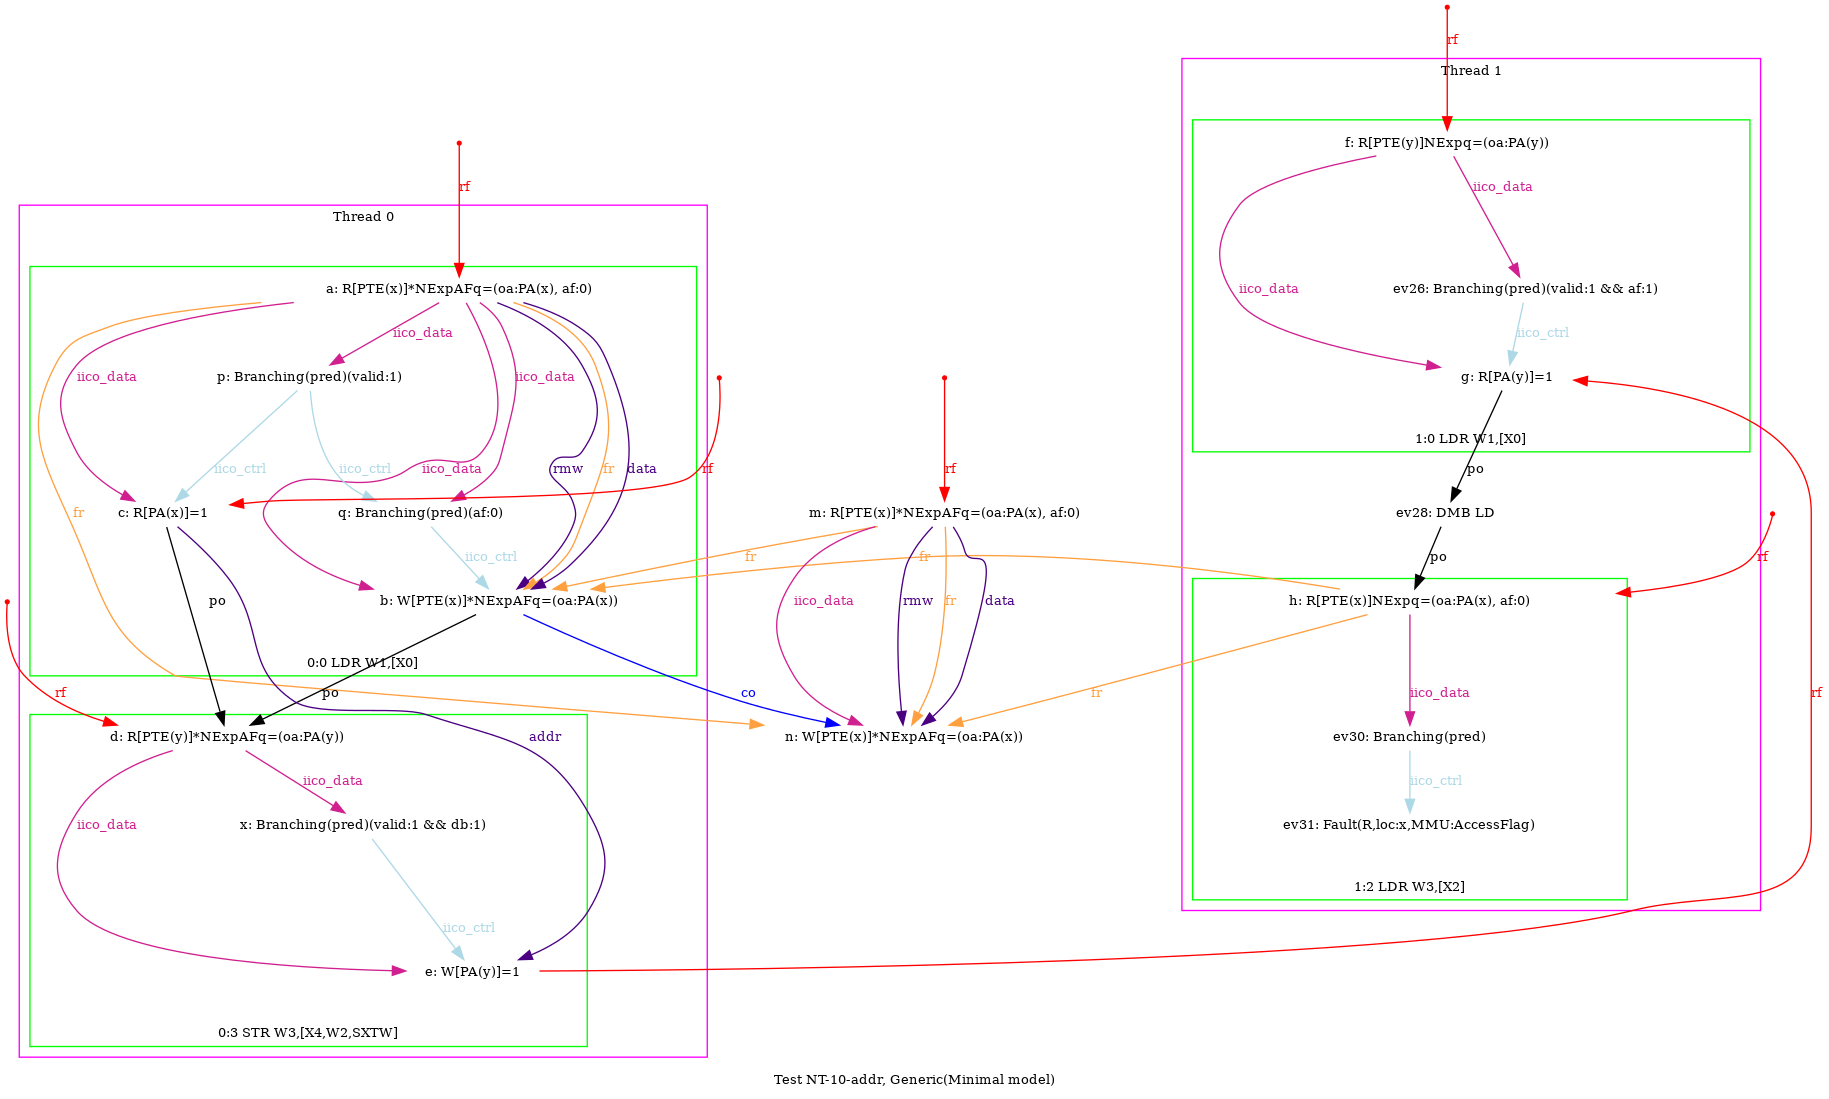 rf
Thread 1
f: R[PTE(y)]NExpq=(oa:PA(y))
rf
iico_data
Thread 0
a: R[PTE(x)]*NExpAFq=(oa:PA(x), af:0)
iico_data
ev26: Branching(pred)(valid:1 && af:1)
iico_data
iico_ctrl
iico_data
p: Branching(pred)(valid:1)
iico_data
g: R[PA(y)]=1
1:0 LDR W1,[X0]
iico_ctrl
iico_ctrl
iico_data
rmw
fr
data
rf
rf
po
fr
c: R[PA(x)]=1
q: Branching(pred)(af:0)
m: R[PTE(x)]*NExpAFq=(oa:PA(x), af:0)
ev28: DMB LD
iico_ctrl
fr
fr
po
rf
po
b: W[PTE(x)]*NExpAFq=(oa:PA(x))
iico_data
rmw
fr
data
h: R[PTE(x)]NExpq=(oa:PA(x), af:0)
0:0 LDR W1,[X0]
rf
po
co
fr
iico_data
rf
d: R[PTE(y)]*NExpAFq=(oa:PA(y))
addr
n: W[PTE(x)]*NExpAFq=(oa:PA(x))
ev30: Branching(pred)
iico_data
iico_ctrl
iico_data
x: Branching(pred)(valid:1 && db:1)
ev31: Fault(R,loc:x,MMU:AccessFlag)
1:2 LDR W3,[X2]
iico_ctrl
e: W[PA(y)]=1
0:3 STR W3,[X4,W2,SXTW]
Test NT-10-addr, Generic(Minimal model)